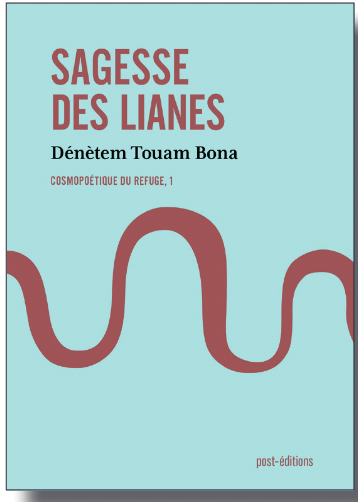 SAGESSE
DES LIANES
Dénètem Touam Bona
COSMOPOÉTIQUE DU REFUGE, 1
post-éditions